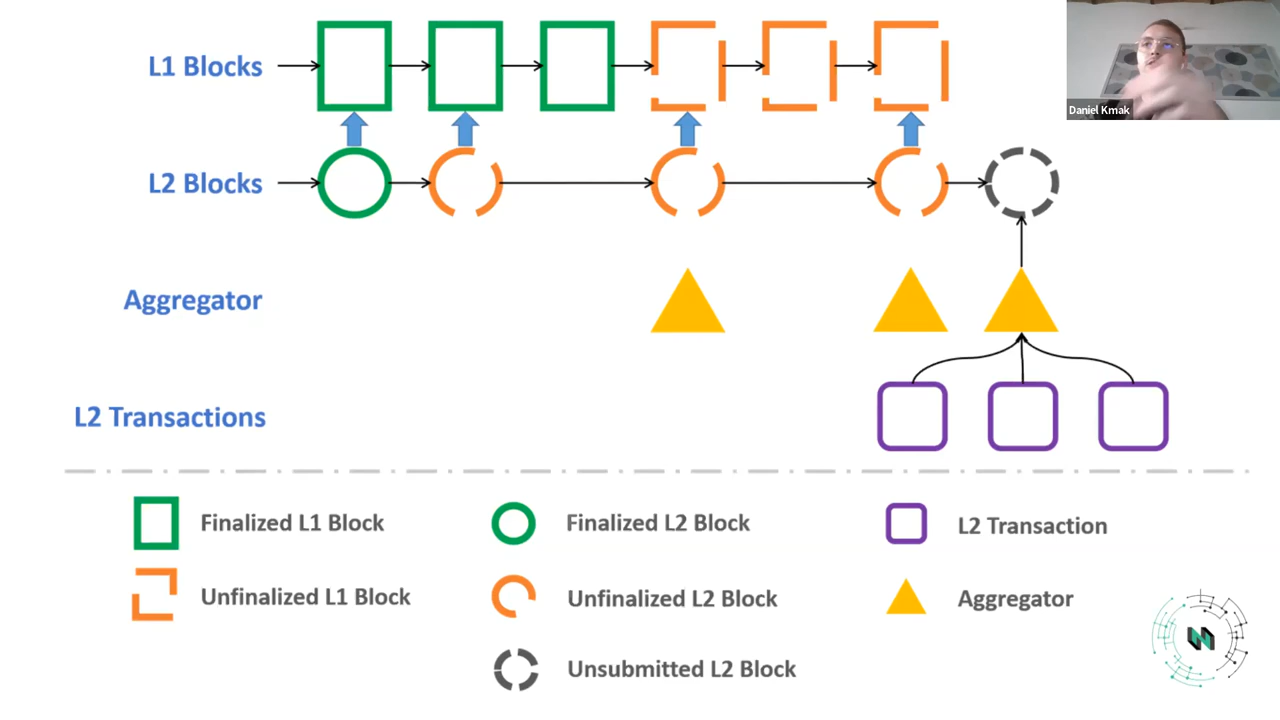 L1 Blocks
Daniel Kmak
L2 Blocks
Aggregator
L2 Transactions
Finalized L1 Block
Finalized L2 Block
L2 Transaction
Unfinalized L1 Block
Unfinalized L2 Block
Aggregator
Unsubmitted L2 Block